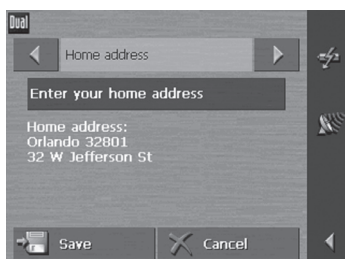 Dual
Home address
Enter your home address
Home address:
Orlando 32801
32 W Jefferson St
Save
Cancel